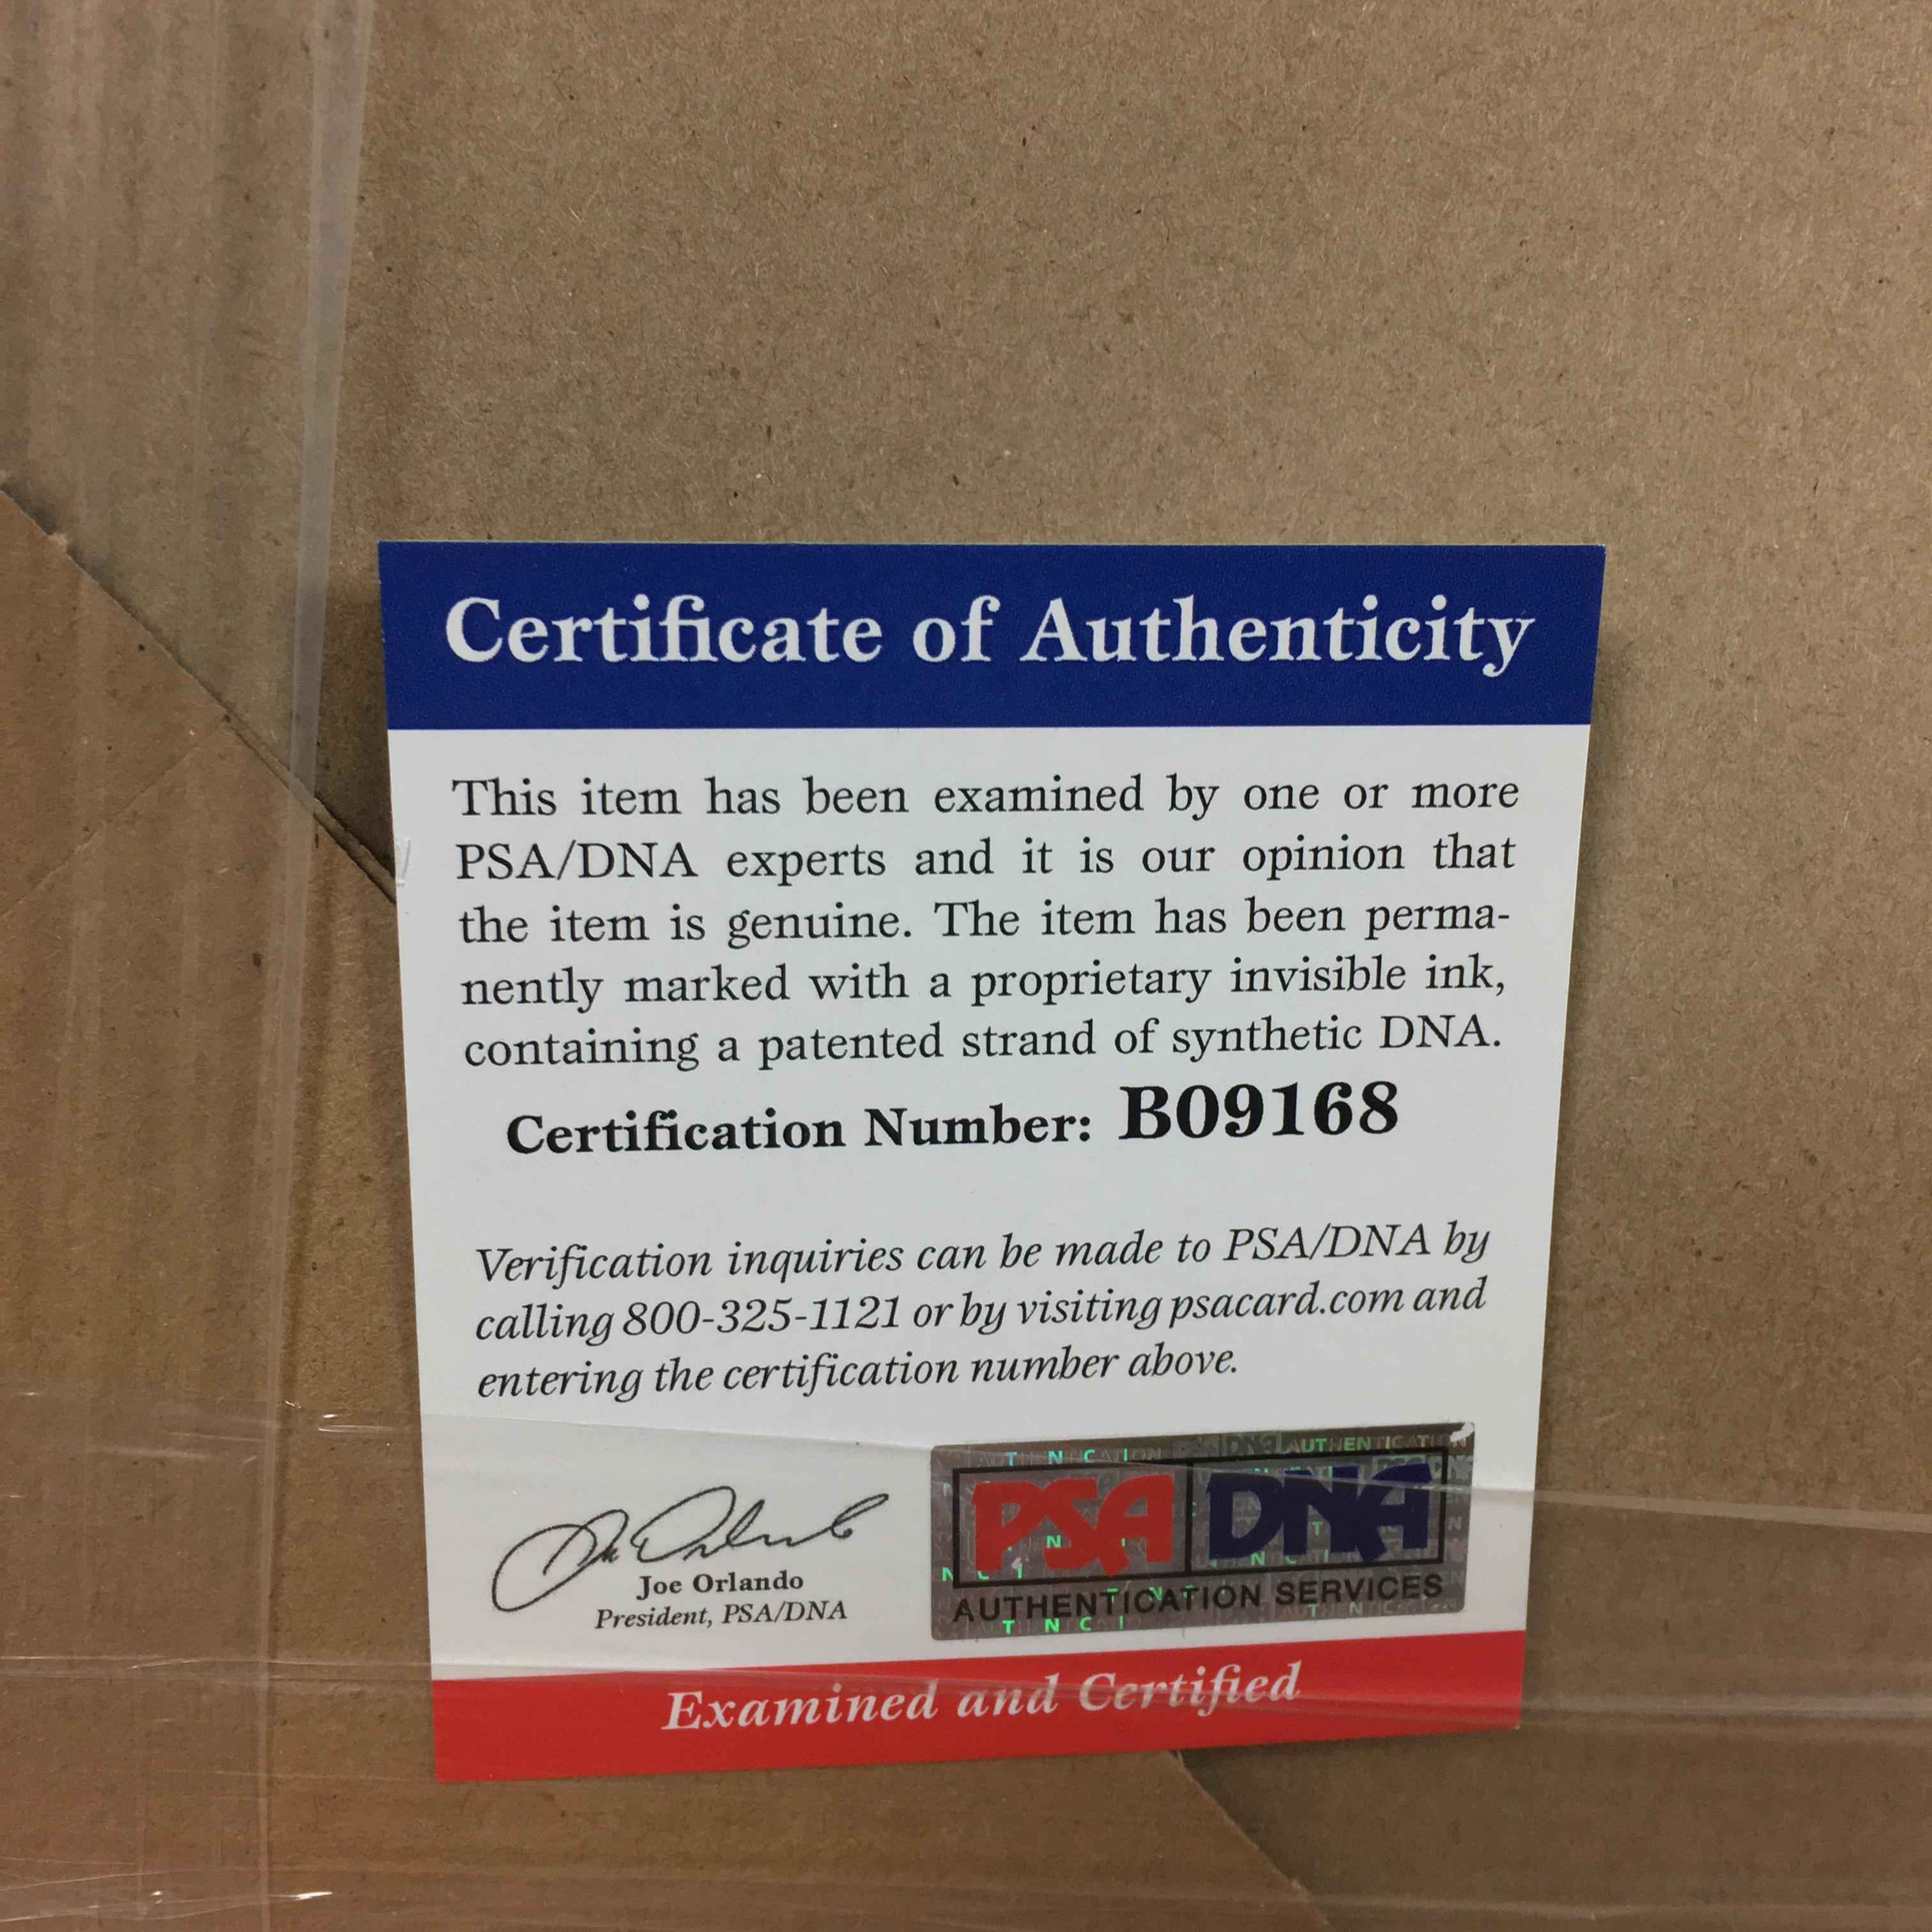 Certificate of Authenticity
This item has been examined by one or more
PSA/DNA experts and it is our opinion that
the item is genuine. The item has been perma-
nently marked with a proprietary invisible ink,
containing a patented strand of synthetic DNA.
Certification Number: B09168
Verification inquiries can be made to PSA/DNA by
calling 800-325-1121 or by visiting psacard.com and
entering the certification number above.
Joe Orlando
President, PSA/DNA
PSA DNA
AUTHENTICATION SERVICES
Examined and Certified